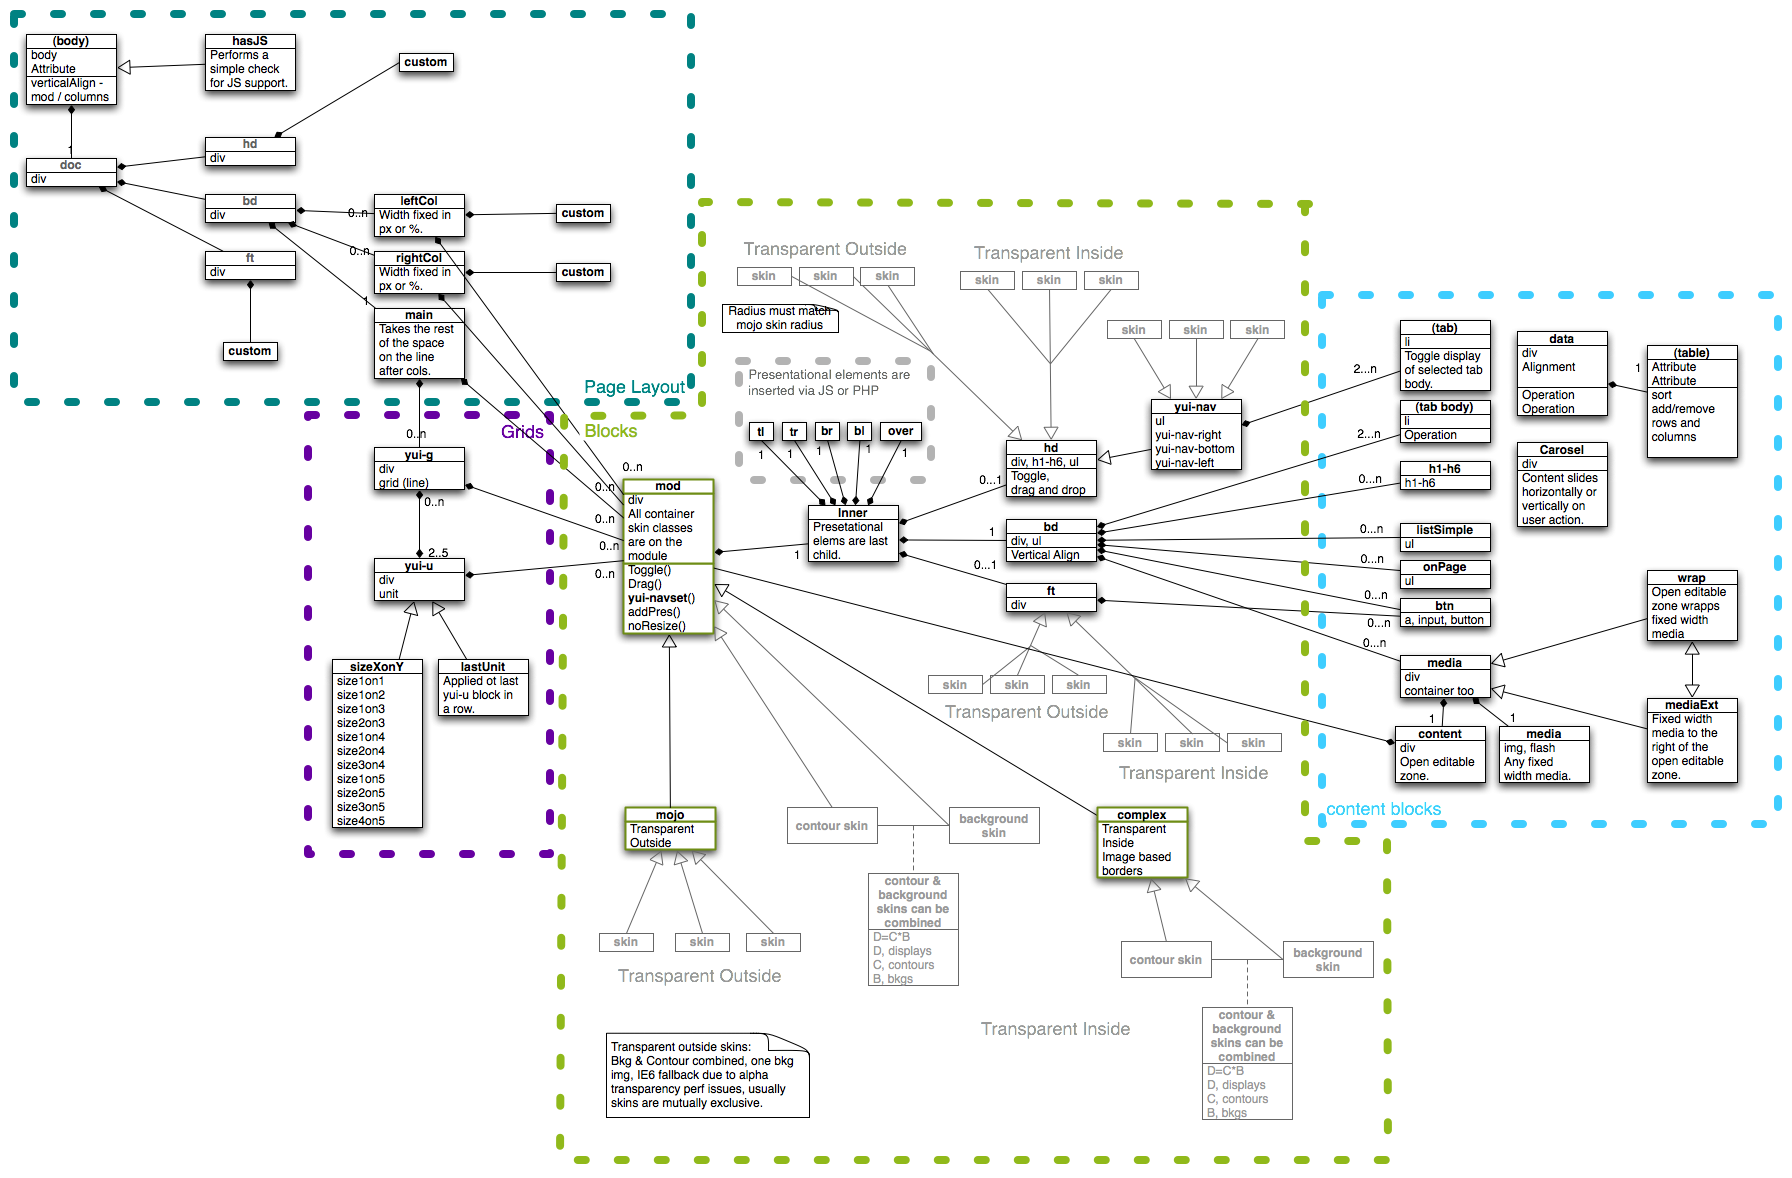 (body)
body
Attribute
verticalAlign -
mod / columns
hasJS
Performs a
simple check
for JS support.
custom
1
doc
div
hd
div
bd
div
ft
div
custom
0..n
leftCol
Width fixed in
px or %.
custom
0..n
rightCol
Width fixed in
px or %.
custom
1
main
Takes the rest
of the space
on the line
after cols.
Page Layout
Grids
0..n
yui-g
div
grid (line)
0..n
2..5
yui-u
div
unit
sizeXonY
size1on1
size1on2
size1on3
size2on3
size1on4
size2on4
size3on4
size1on5
size2on5
size3on5
size4on5
lastUnit
Applied ot last
yui-u block in
a row.
Blocks
0..n
0..n
0..n
0..n
0..n
mod
div
All container
skin classes
are on the
module
Toggle()
Drag()
yui-navset()
addPres()
noResize()
Transparent Outside
skin
skin
skin
Radius must match
mojo skin radius
Transparent Inside
skin
skin
skin
skin
skin
skin
Presentational elements are
inserted via JS or PHP
tl
tr
br
bl
over
1
1
1
1
1
1
Inner
Presetational
elems are last
child.
yui-nav
ul
yui-nav-right
yui-nav-bottom
yui-nav-left
0...1
hd
div, h1-h6, ul
Toggle,
drag and drop
1
bd
div, ul
Vertical Align
0...1
ft
div
skin
skin
skin
Transparent Outside
skin
skin
skin
Transparent Inside
mojo
Transparent
Outside
skin
skin
skin
Transparent Outside
contour skin
background
skin
contour &
background
skins can be
combined
D=C*B
D, displays
C, contours
B, bkgs
complex
Transparent
Inside
Image based
borders
contour skin
background
skin
contour &
background
skins can be
combined
D=C*B
D, displays
C, contours
B, bkgs
Transparent Inside
Transparent outside skins:
Bkg & Contour combined, one bkg
img, IE6 fallback due to alpha
transparency perf issues, usually
skins are mutually exclusive.
2...n
(tab)
li
Toggle display
of selected tab
body.
2...n
(tab body)
li
Operation
0...n
h1-h6
h1-h6
0...n
listSimple
ul
0...n
onPage
ul
0...n
0...n
btn
a, input, button
0...n
media
div
container too
1
content
div
Open editable
zone.
1
media
img, flash
Any fixed
width media.
data
div
Alignment
Operation
Operation
1
(table)
Attribute
Attribute
sort
add/remove
rows and
columns
Carosel
div
Content slides
horizontally or
vertically on
user action.
wrap
Open editable
zone wrapps
fixed width
media
mediaExt
Fixed width
media to the
right of the
open editable
zone.
content blocks